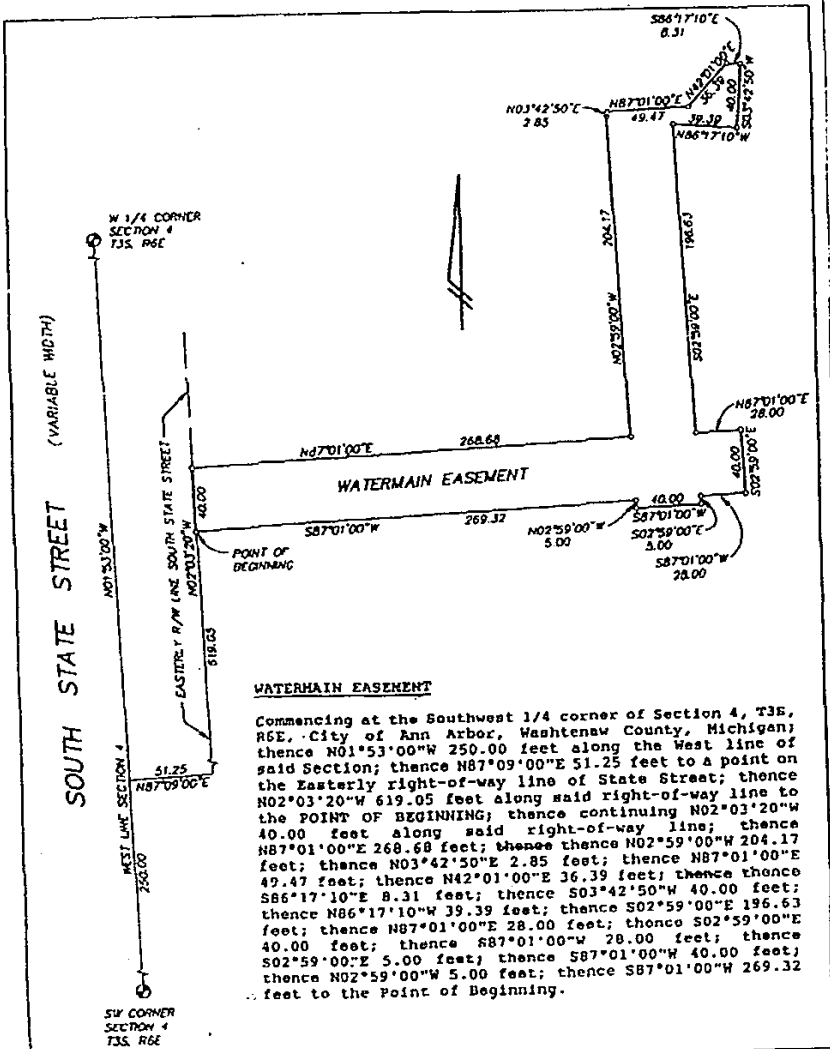 S86°17'10"E
8.31
N42°01'00"E
36.39
40.00
S03°42'50"W
N03°42'50"E
2.85
N87°01'00"E
49.47
39.39
N86°17'10"W
W 1/4 CORNER
SECTION 4
T3S, R6E
204.17
N02°59'00"W
196.63
S02°59'00"E
SOUTH STATE STREET (VARIABLE WIDTH)
N01°53'00"W
EASTERLY R/W LINE SOUTH STATE STREET
N87°01'00"E
28.00
40.00
S02°59'00"E
N87°01'00"E 268.68
WATERMAIN EASEMENT
40.00
N02°03'20"W
S87°01'00"W 269.32
40.00
S87°01'00"W
N02°59'00"W
5.00
S02°59'00"E
5.00
S87°01'00"W
28.00
POINT OF
BEGINNING
619.05
51.25
N87°09'00"E
WEST LINE SECTION 4
250.00
SW CORNER
SECTION 4
T3S, R6E
WATERMAIN EASEMENT
Commencing at the Southwest 1/4 corner of Section 4, T3S,
R6E, City of Ann Arbor, Washtenaw County, Michigan;
thence N01°53'00"W 250.00 feet along the West line of
said Section; thence N87°09'00"E 51.25 feet to a point on
the Easterly right-of-way line of State Street; thence
N02°03'20"W 619.05 feet along said right-of-way line to
the POINT OF BEGINNING; thence continuing N02°03'20"W
40.00 feet along said right-of-way line; thence
N87°01'00"E 268.68 feet; thence thence N02°59'00"W 204.17
feet; thence N03°42'50"E 2.85 feet; thence N87°01'00"E
49.47 feet; thence N42°01'00"E 36.39 feet; thence thence
S86°17'10"E 8.31 feet; thence S03°42'50"W 40.00 feet;
thence N86°17'10"W 39.39 feet; thence S02°59'00"E 196.63
feet; thence N87°01'00"E 28.00 feet; thence S02°59'00"E
40.00 feet; thence S87°01'00"W 28.00 feet; thence
S02°59'00"E 5.00 feet; thence S87°01'00"W 40.00 feet;
thence N02°59'00"W 5.00 feet; thence S87°01'00"W 269.32
feet to the Point of Beginning.